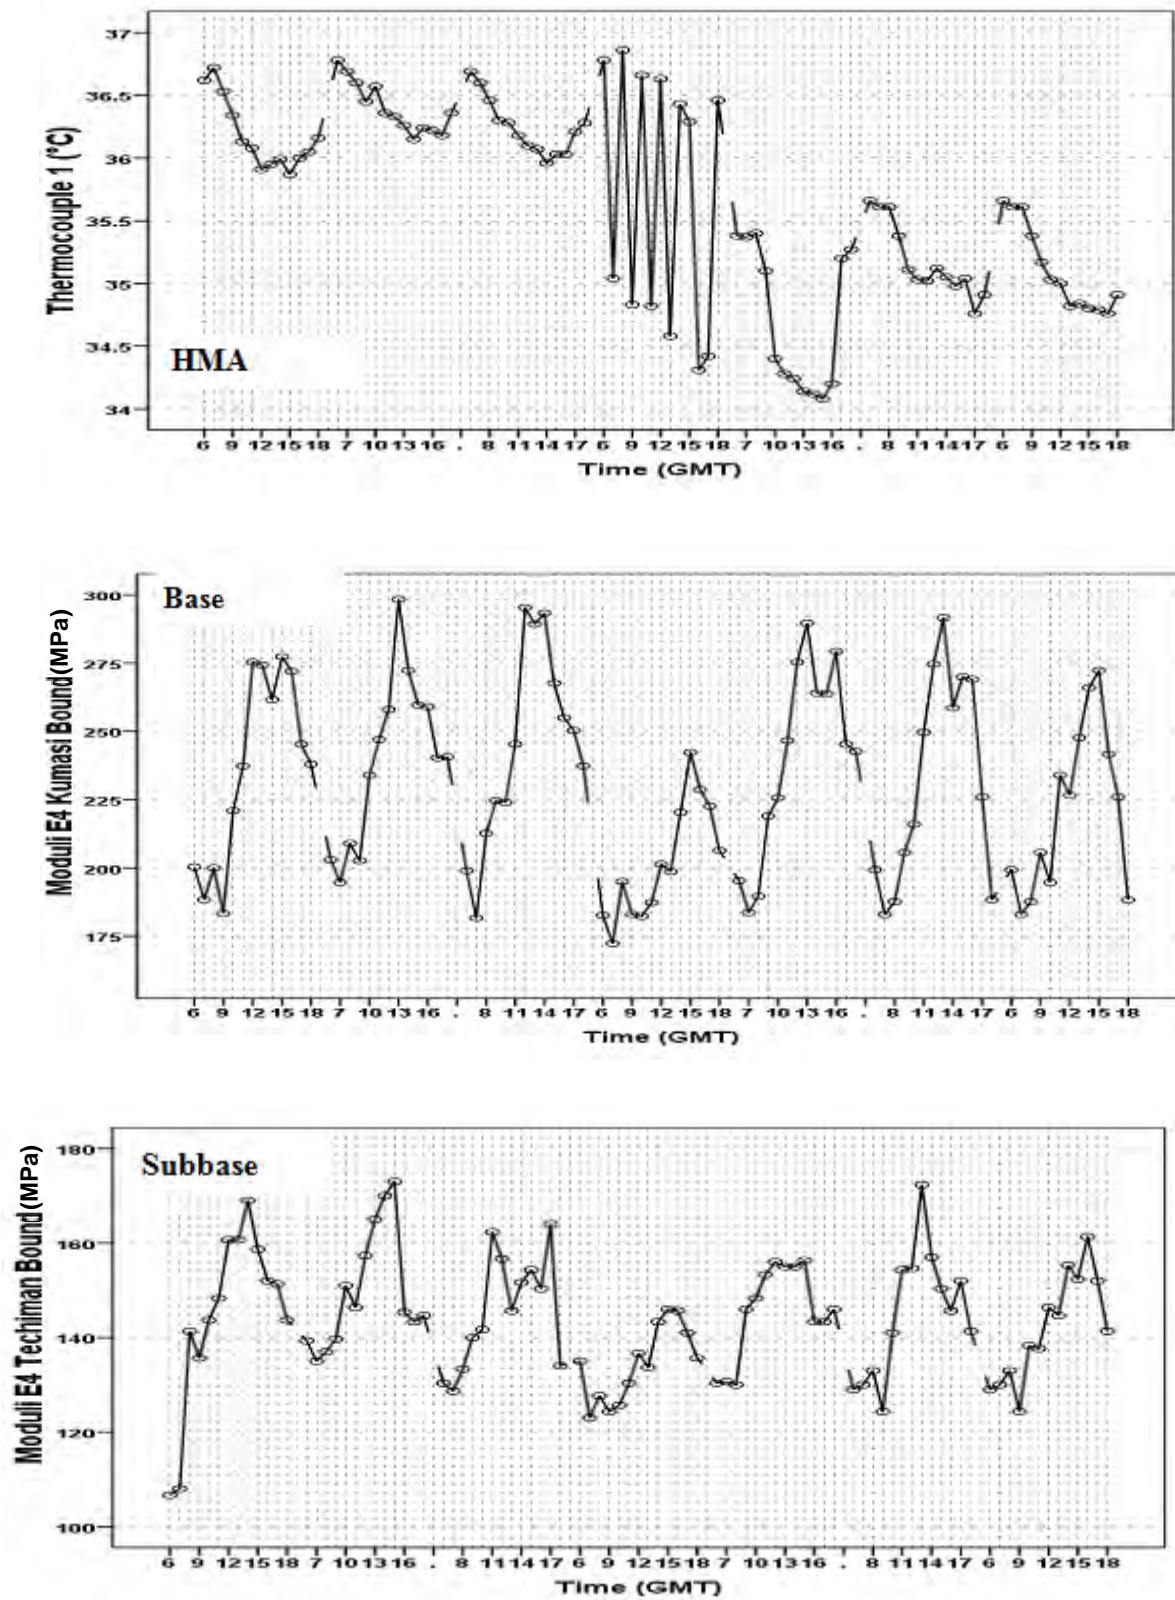 37
36.5
36
35.5
35
34.5
34
Thermocouple 1 (°C)
HMA
6 9 12 15 18 7 10 13 16 . 8 11 14 17 6 9 12 15 18 7 10 13 16 . 8 11 14 17 6 9 12 15 18
Time (GMT)
Base
300
275
250
225
200
175
Moduli E4 Kumasi Bound(MPa)
6 9 12 15 18 7 10 13 16 . 8 11 14 17 6 9 12 15 18 7 10 13 16 . 8 11 14 17 6 9 12 15 18
Time (GMT)
Subbase
180
160
140
120
100
Moduli E4 Techiman Bound(MPa)
6 9 12 15 18 7 10 13 16 . 8 11 14 17 6 9 12 15 18 7 10 13 16 . 8 11 14 17 6 9 12 15 18
Time (GMT)